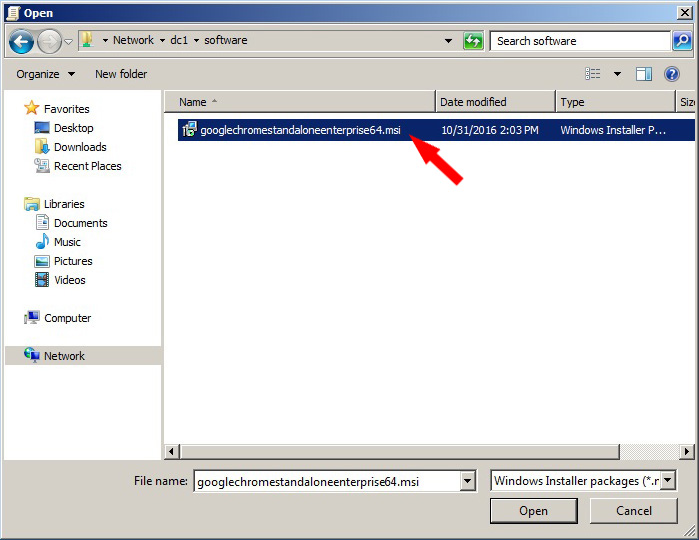 Open
Network dc1 software
Search software
Organize New folder
Name Date modified Type Siz
googlechromestandaloneenterprise64.msi 10/31/2016 2:03 PM Windows Installer P...
Favorites
Desktop
Downloads
Recent Places
Libraries
Documents
Music
Pictures
Videos
Computer
Network
File name: googlechromestandaloneenterprise64.msi Windows Installer packages (*.m
Open Cancel